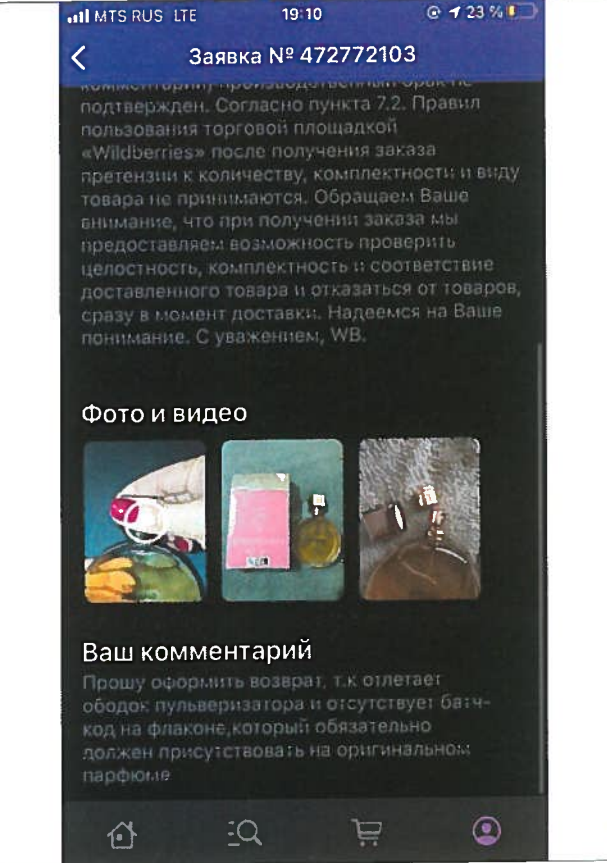 MTS RUS LTE 19:10 23 %
Заявка № 472772103
подтвержден. Согласно пункта 7.2. Правил
пользования торговой площадкой
«Wildberries» после получения заказа
претензии к количеству, комплектности и виду
товара не принимаются. Обращаем Ваше
внимание, что при получении заказа мы
предоставляем возможность проверить
целостность, комплектность и соответствие
доставленного товара и отказаться от товаров,
сразу в момент доставки. Надеемся на Ваше
понимание. С уважением, WB.
Фото и видео
Ваш комментарий
Прошу оформить возврат, т.к отлетает
ободок пульверизатора и отсутствует батч-
код на флаконе,который обязательно
должен присутствовать на оригинальном
парфюме